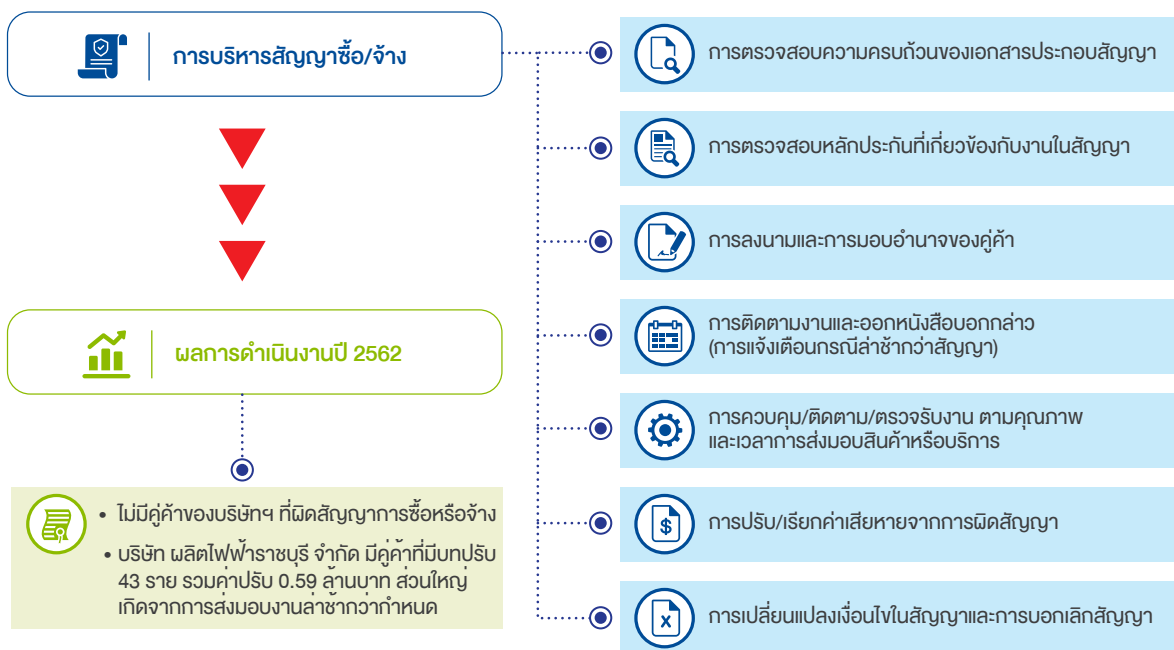 การบริหารสัญญาซื้อ/จ้าง
ผลการดำเนินงานปี 2562
• ไม่มีคู่ค้าของบริษัทฯ ที่ผิดสัญญาการซื้อหรือจ้าง
• บริษัท ผลิตไฟฟ้าราชบุรี จำกัด มีคู่ค้าที่มีบทปรับ
43 ราย รวมค่าปรับ 0.59 ล้านบาท ส่วนใหญ่
เกิดจากการส่งมอบงานล่าช้ากว่ากำหนด
การตรวจสอบความครบถ้วนของเอกสารประกอบสัญญา
การตรวจสอบหลักประกันที่เกี่ยวข้องกับงานในสัญญา
การลงนามและการมอบอำนาจของคู่ค้า
การติดตามงานและออกหนังสือบอกกล่าว
(การแจ้งเตือนกรณีล่าช้ากว่าสัญญา)
การควบคุม/ติดตาม/ตรวจรับงาน ตามคุณภาพ
และเวลาการส่งมอบสินค้าหรือบริการ
$
การปรับ/เรียกค่าเสียหายจากการผิดสัญญา
x
การเปลี่ยนแปลงเงื่อนไขในสัญญาและการบอกเลิกสัญญา